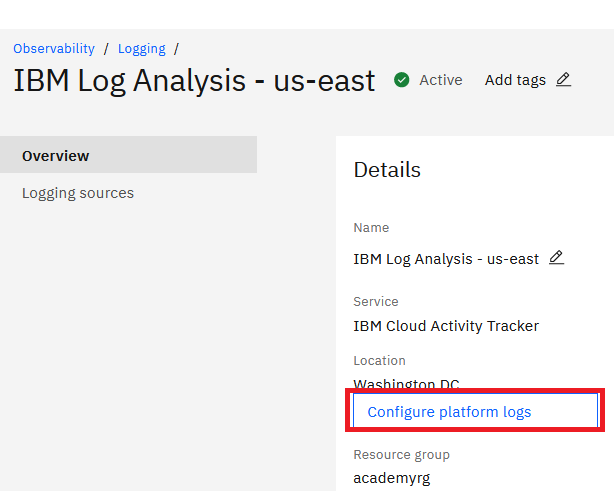 Observability / Logging /
IBM Log Analysis - us-east Active Add tags
Overview
Logging sources
Details
Name
IBM Log Analysis - us-east
Service
IBM Cloud Activity Tracker
Location
Washington DC
Configure platform logs
Resource group
academyrg